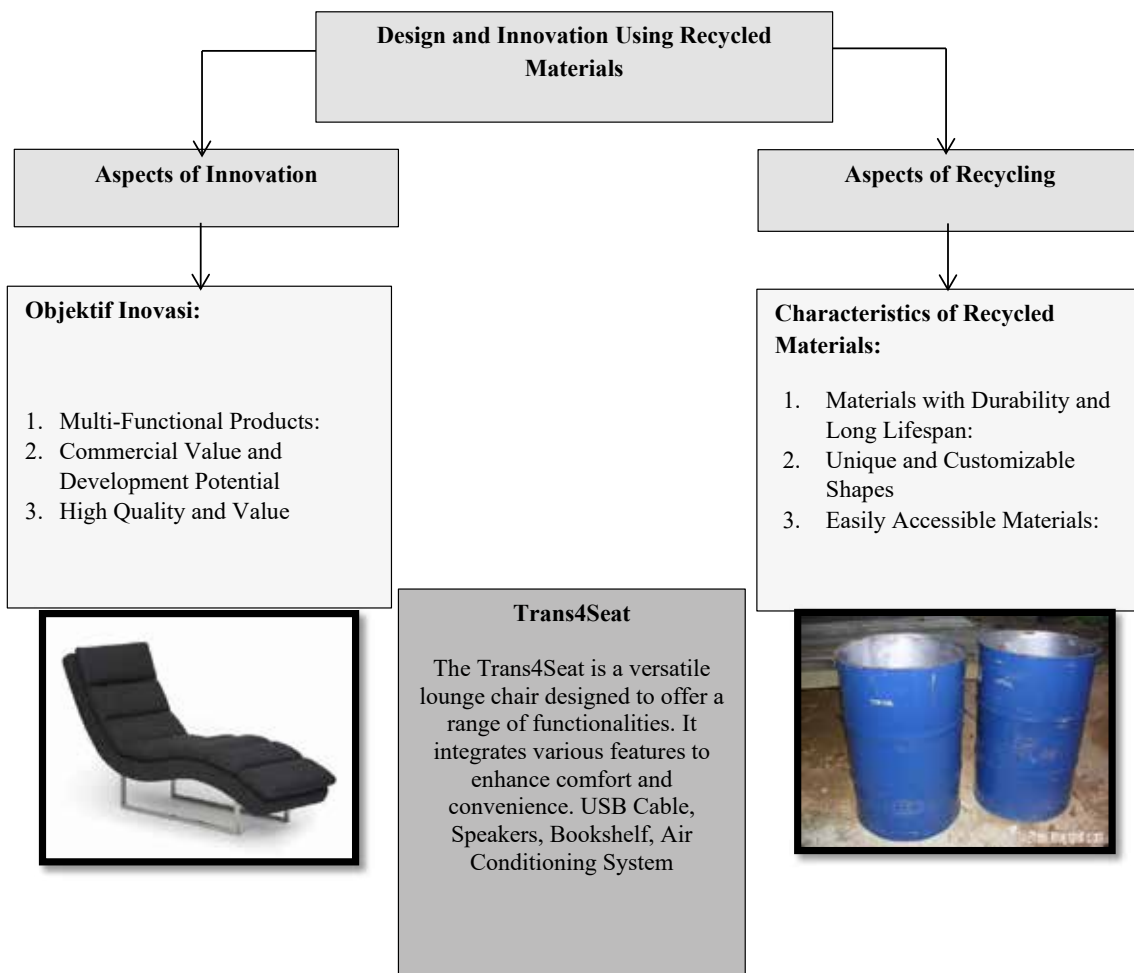 Design and Innovation Using Recycled
Materials
Aspects of Innovation
Aspects of Recycling
Objektif Inovasi:
1. Multi-Functional Products:
2. Commercial Value and
Development Potential
3. High Quality and Value
Characteristics of Recycled
Materials:
1. Materials with Durability and
Long Lifespan:
2. Unique and Customizable
Shapes
3. Easily Accessible Materials:
Trans4Seat
The Trans4Seat is a versatile
lounge chair designed to offer a
range of functionalities. It
integrates various features to
enhance comfort and
convenience. USB Cable,
Speakers, Bookshelf, Air
Conditioning System